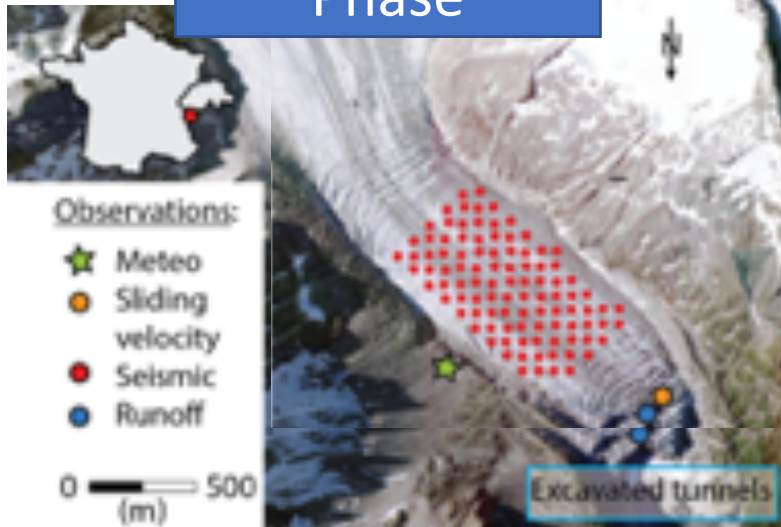 Phase
N
Observations:
Meteo
Sliding
velocity
Seismic
Runoff
0 500
(m)
Excavated tunnels